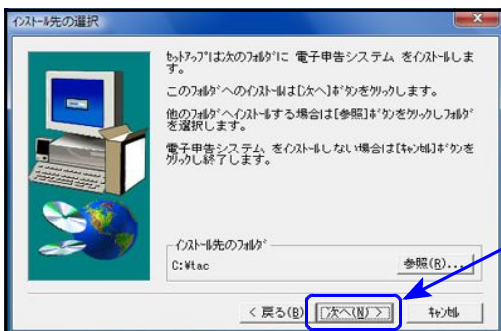 インストール先の選択
セットアップは次のフォルダに 電子申告システム をインストールしま
す。
このフォルダへのインストールは[次へ]ボタンをクリックします。
他のフォルダへインストールする場合は[参照]ボタンをクリックしフォルダ
を選択します。
電子申告システム をインストールしない場合は[キャンセル]ボタンを
クリックし終了します。
インストール先のフォルダ
C:¥tac
参照(R)...
< 戻る(B)
次へ(N) >
キャンセル